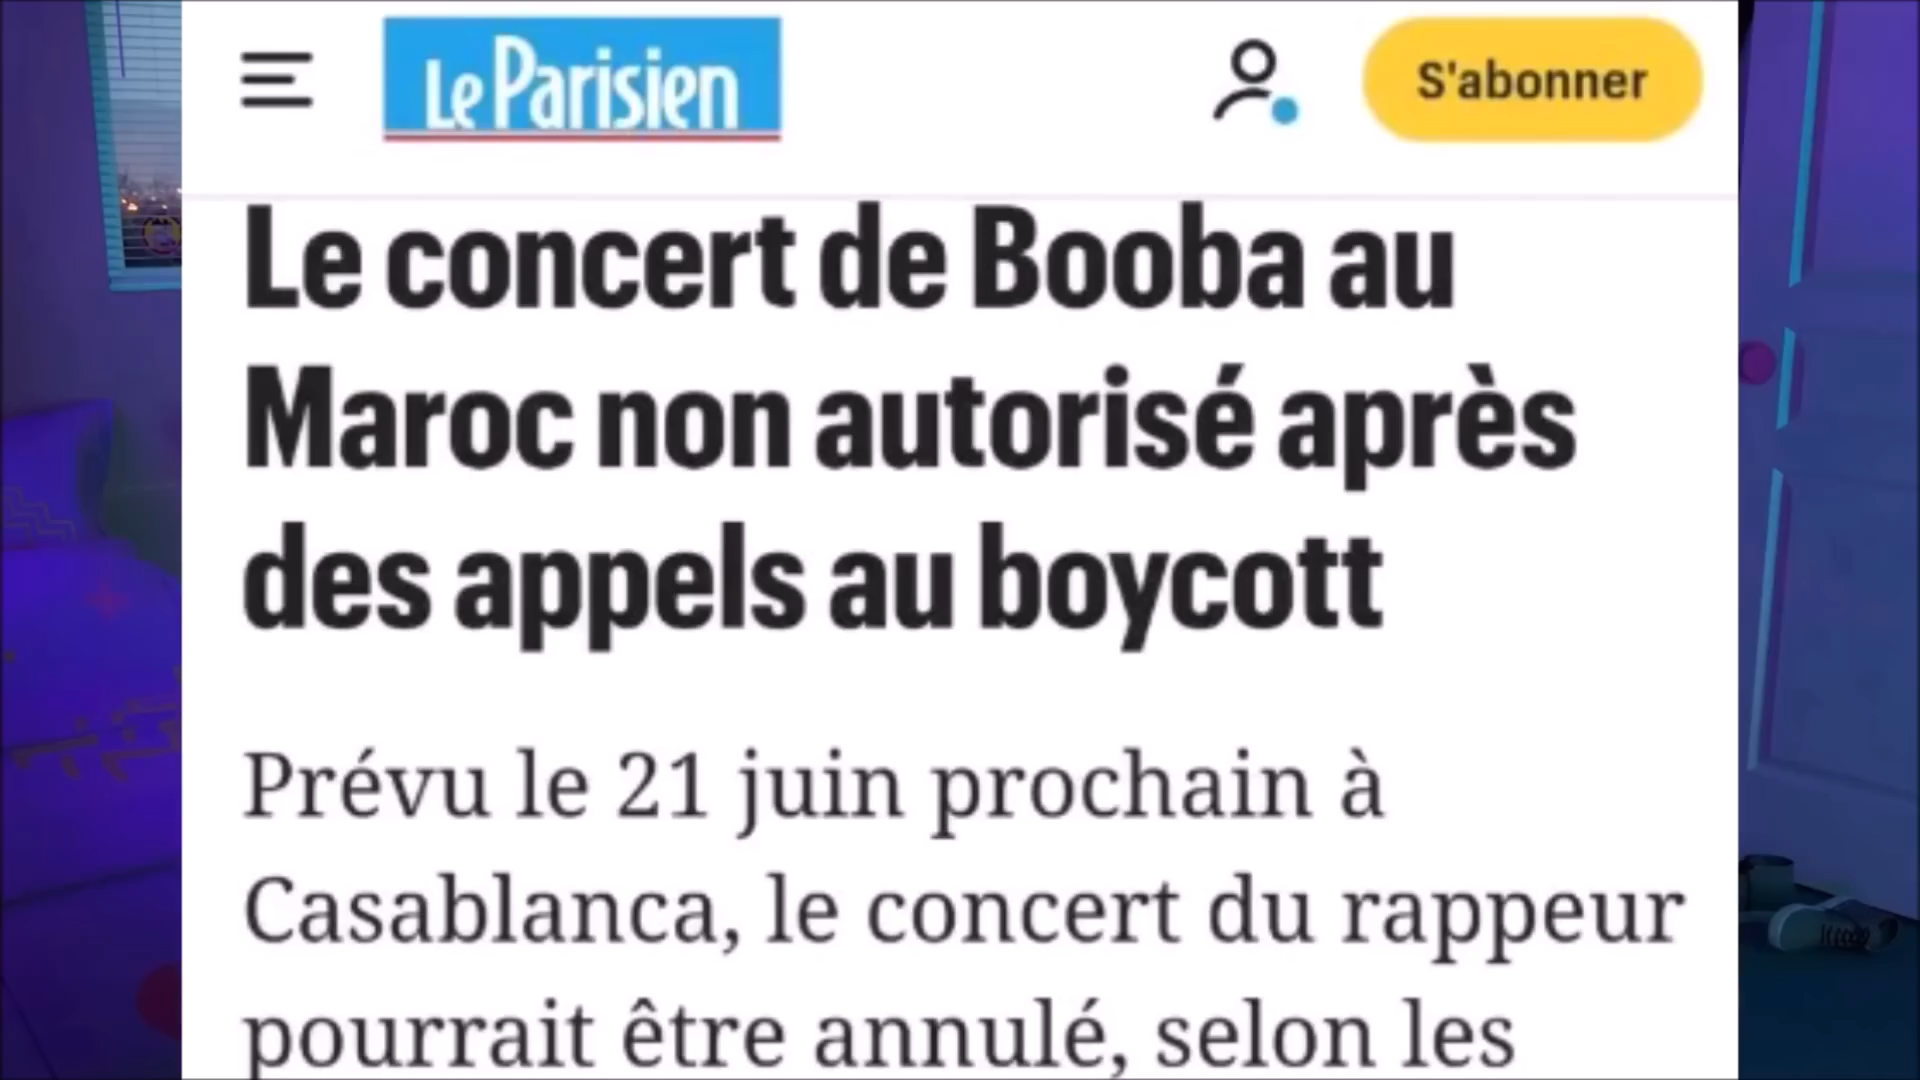 Le Parisien
S'abonner
Le concert de Booba au
Maroc non autorisé après
des appels au boycott
Prévu le 21 juin prochain à
Casablanca, le concert du rappeur
pourrait être annulé, selon les